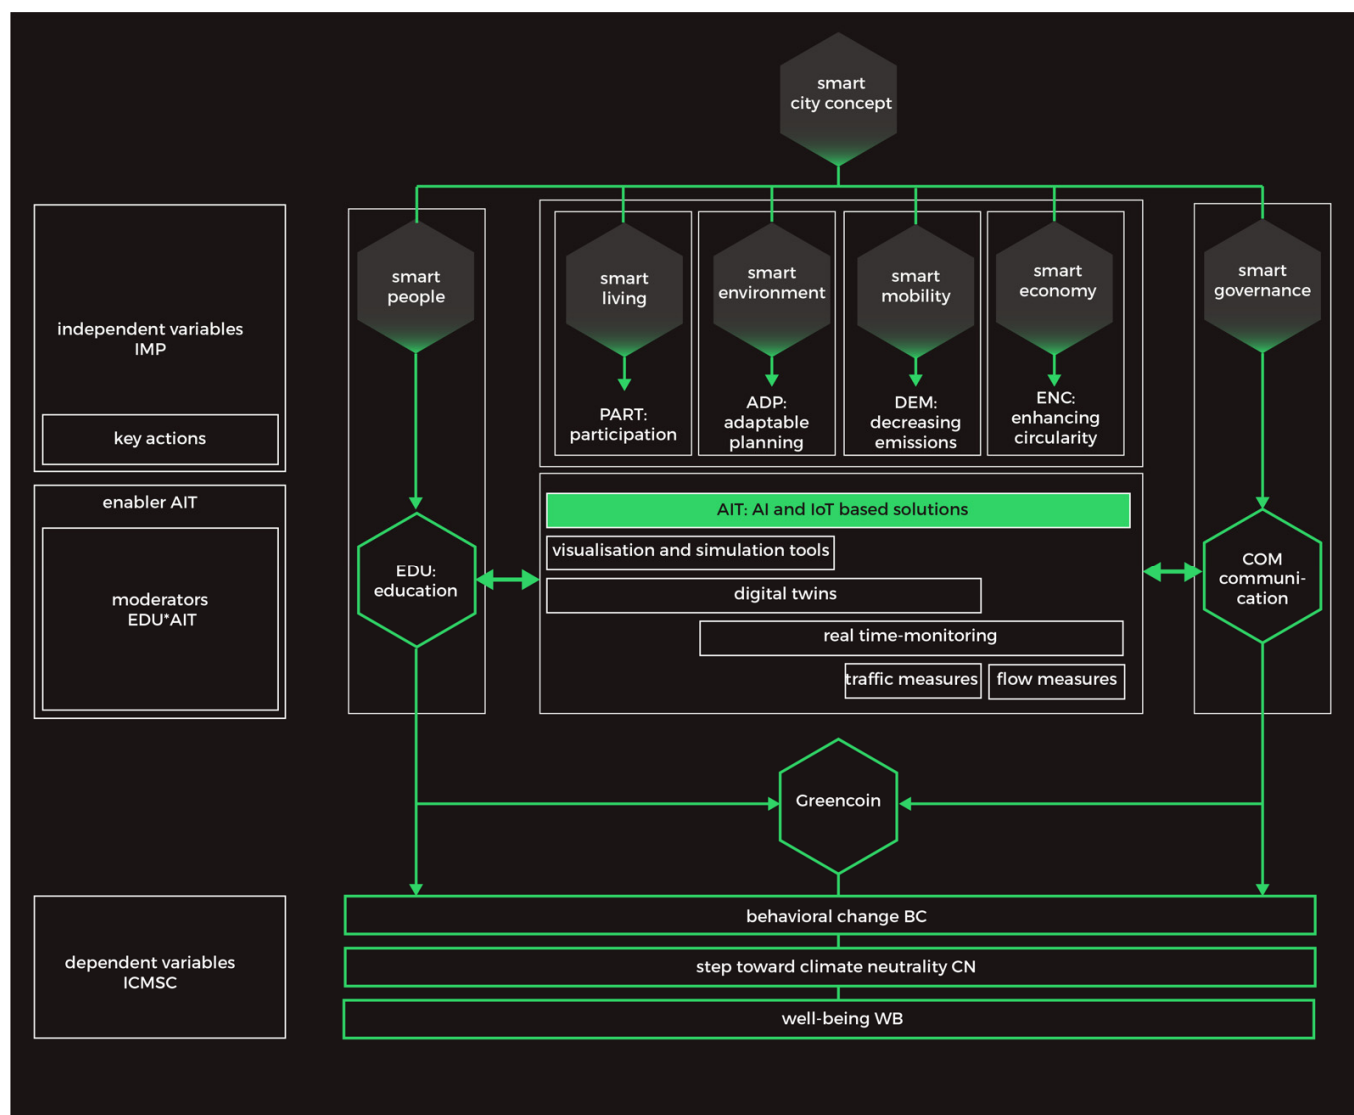 smart
city concept
independent variables
IMP
key actions
smart
people
smart
living
smart
environment
smart
mobility
smart
economy
smart
governance
PART:
participation
ADP:
adaptable
planning
DEM:
decreasing
emissions
ENC:
enhancing
circularity
enabler AIT
moderators
EDU*AIT
EDU:
education
AIT: AI and IoT based solutions
visualisation and simulation tools
digital twins
real time-monitoring
traffic measures
flow measures
COM
communi-
cation
Greencoin
dependent variables
ICMSC
behavioral change BC
step toward climate neutrality CN
well-being WB